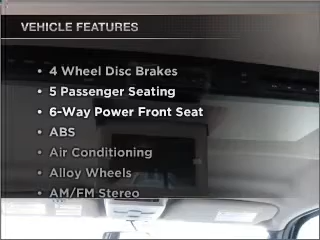 VEHICLE FEATURES
• 4 Wheel Disc Brakes
• 5 Passenger Seating
• 6-Way Power Front Seat
• ABS
• Air Conditioning
• Alloy Wheels
• AM/FM Stereo